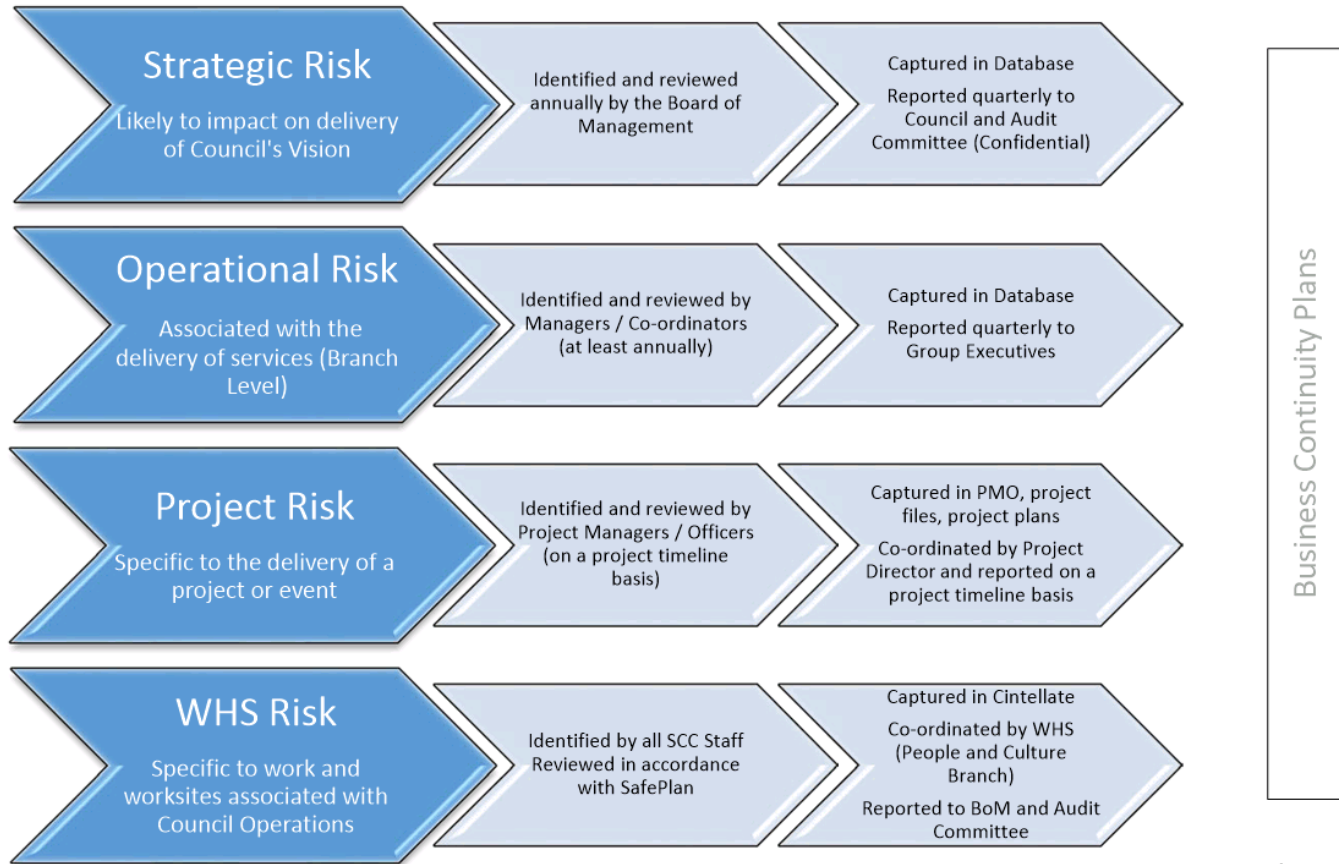 Strategic Risk
Likely to impact on delivery
of Council's Vision
Identified and reviewed
annually by the Board of
Management
Captured in Database
Reported quarterly to
Council and Audit
Committee (Confidential)
Operational Risk
Associated with the
delivery of services (Branch
Level)
Identified and reviewed by
Managers / Co-ordinators
(at least annually)
Captured in Database
Reported quarterly to
Group Executives
Project Risk
Specific to the delivery of a
project or event
Identified and reviewed by
Project Managers / Officers
(on a project timeline
basis)
Captured in PMO, project
files, project plans
Co-ordinated by Project
Director and reported on a
project timeline basis
WHS Risk
Specific to work and
worksites associated with
Council Operations
Identified by all SCC Staff
Reviewed in accordance
with SafePlan
Captured in Cintellate
Co-ordinated by WHS
(People and Culture
Branch)
Reported to BoM and Audit
Committee
Business Continuity Plans